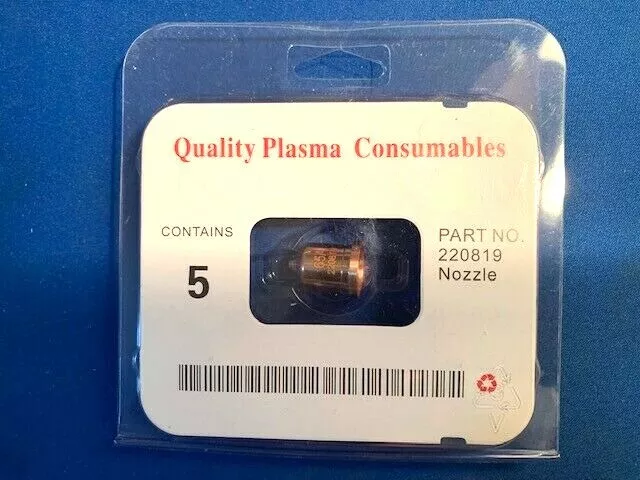 Quality Plasma Consumables
CONTAINS
5
PART NO.
220819
Nozzle